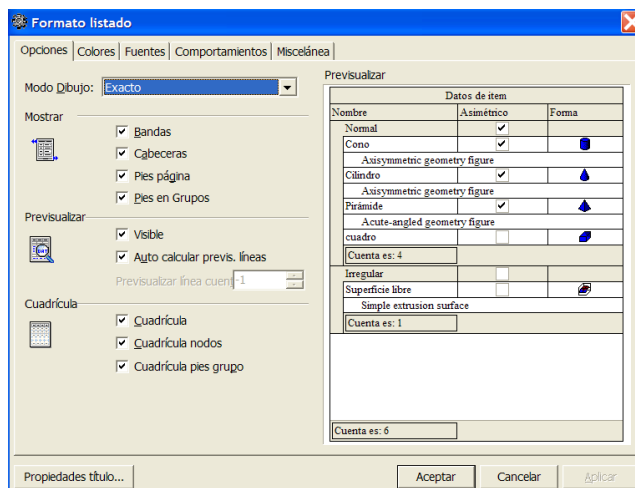 Formato listado
Opciones Colores Fuentes Comportamientos Miscelánea
Modo Dibujo: Exacto
Mostrar
Bandas
Cabeceras
Pies página
Pies en Grupos
Previsualizar
Visible
Auto calcular previs. líneas
Previsualizar línea cuent -1
Cuadrícula
Cuadrícula
Cuadrícula nodos
Cuadrícula pies grupo
Previsualizar
Datos de item
Nombre Asimétrico Forma
Normal
Cono
Axisymmetric geometry figure
Cilindro
Axisymmetric geometry figure
Pirámide
Acute-angled geometry figure
cuadro
Cuenta es: 4
Irregular
Superficie libre
Simple extrusion surface
Cuenta es: 1
Cuenta es: 6
Propiedades título... Aceptar Cancelar Aplicar